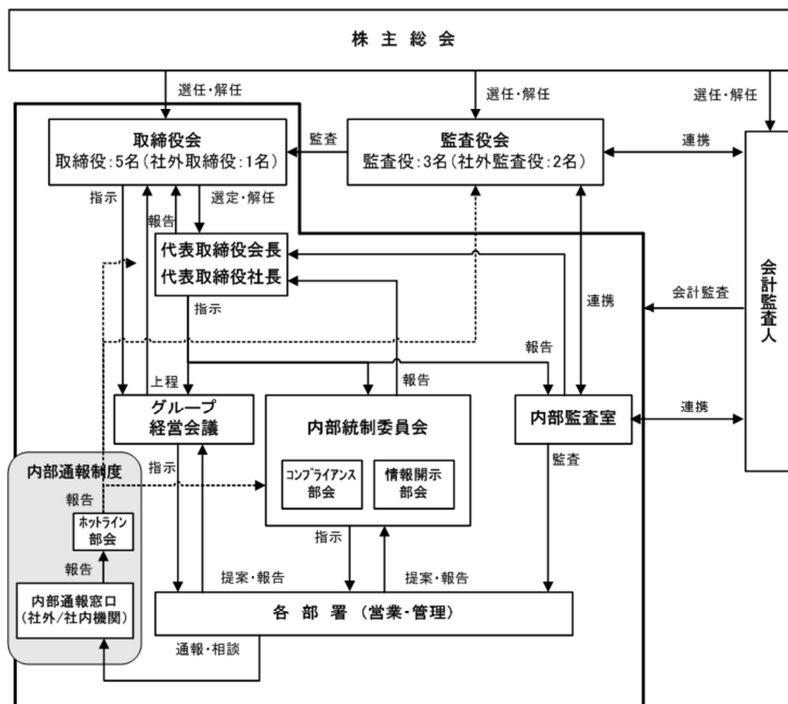 株 主 総 会
選任・解任
選任・解任
選任・解任
取締役会
取締役:5名(社外取締役:1名)
監査
監査役会
監査役:3名(社外監査役:2名)
連携
会計監査人
指示
報告
選定・解任
代表取締役会長
代表取締役社長
指示
連携
会計監査
報告
上程
報告
グループ
経営会議
内部統制委員会
コンプライアンス
部会
情報開示
部会
内部監査室
連携
監査
内部通報制度
報告
ホットライン
部会
報告
内部通報窓口
(社外/社内機関)
指示
指示
提案・報告
提案・報告
各 部 署 (営業・管理)
通報・相談